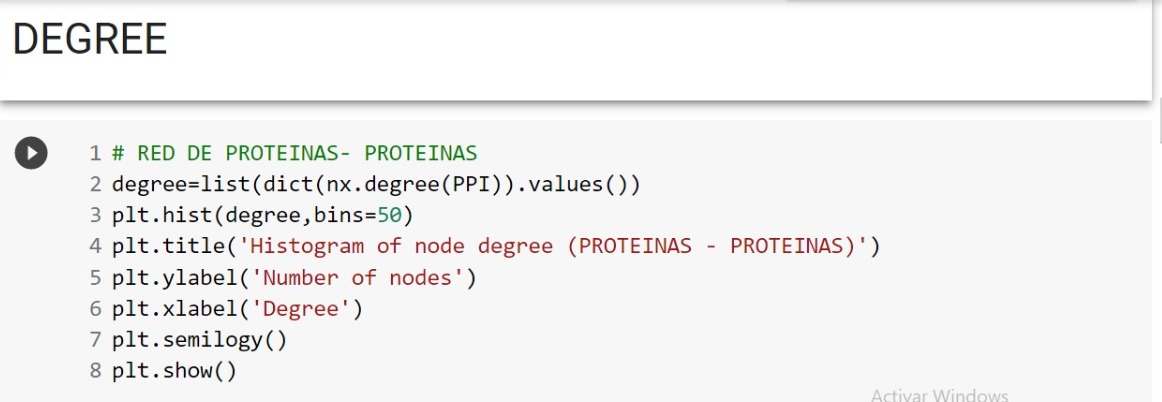 DEGREE
1 # RED DE PROTEINAS- PROTEINAS
2 degree=list(dict(nx.degree(PPI)).values())
3 plt.hist(degree,bins=50)
4 plt.title('Histogram of node degree (PROTEINAS - PROTEINAS)')
5 plt.ylabel('Number of nodes')
6 plt.xlabel('Degree')
7 plt.semilogy()
8 plt.show()
Activar Windows